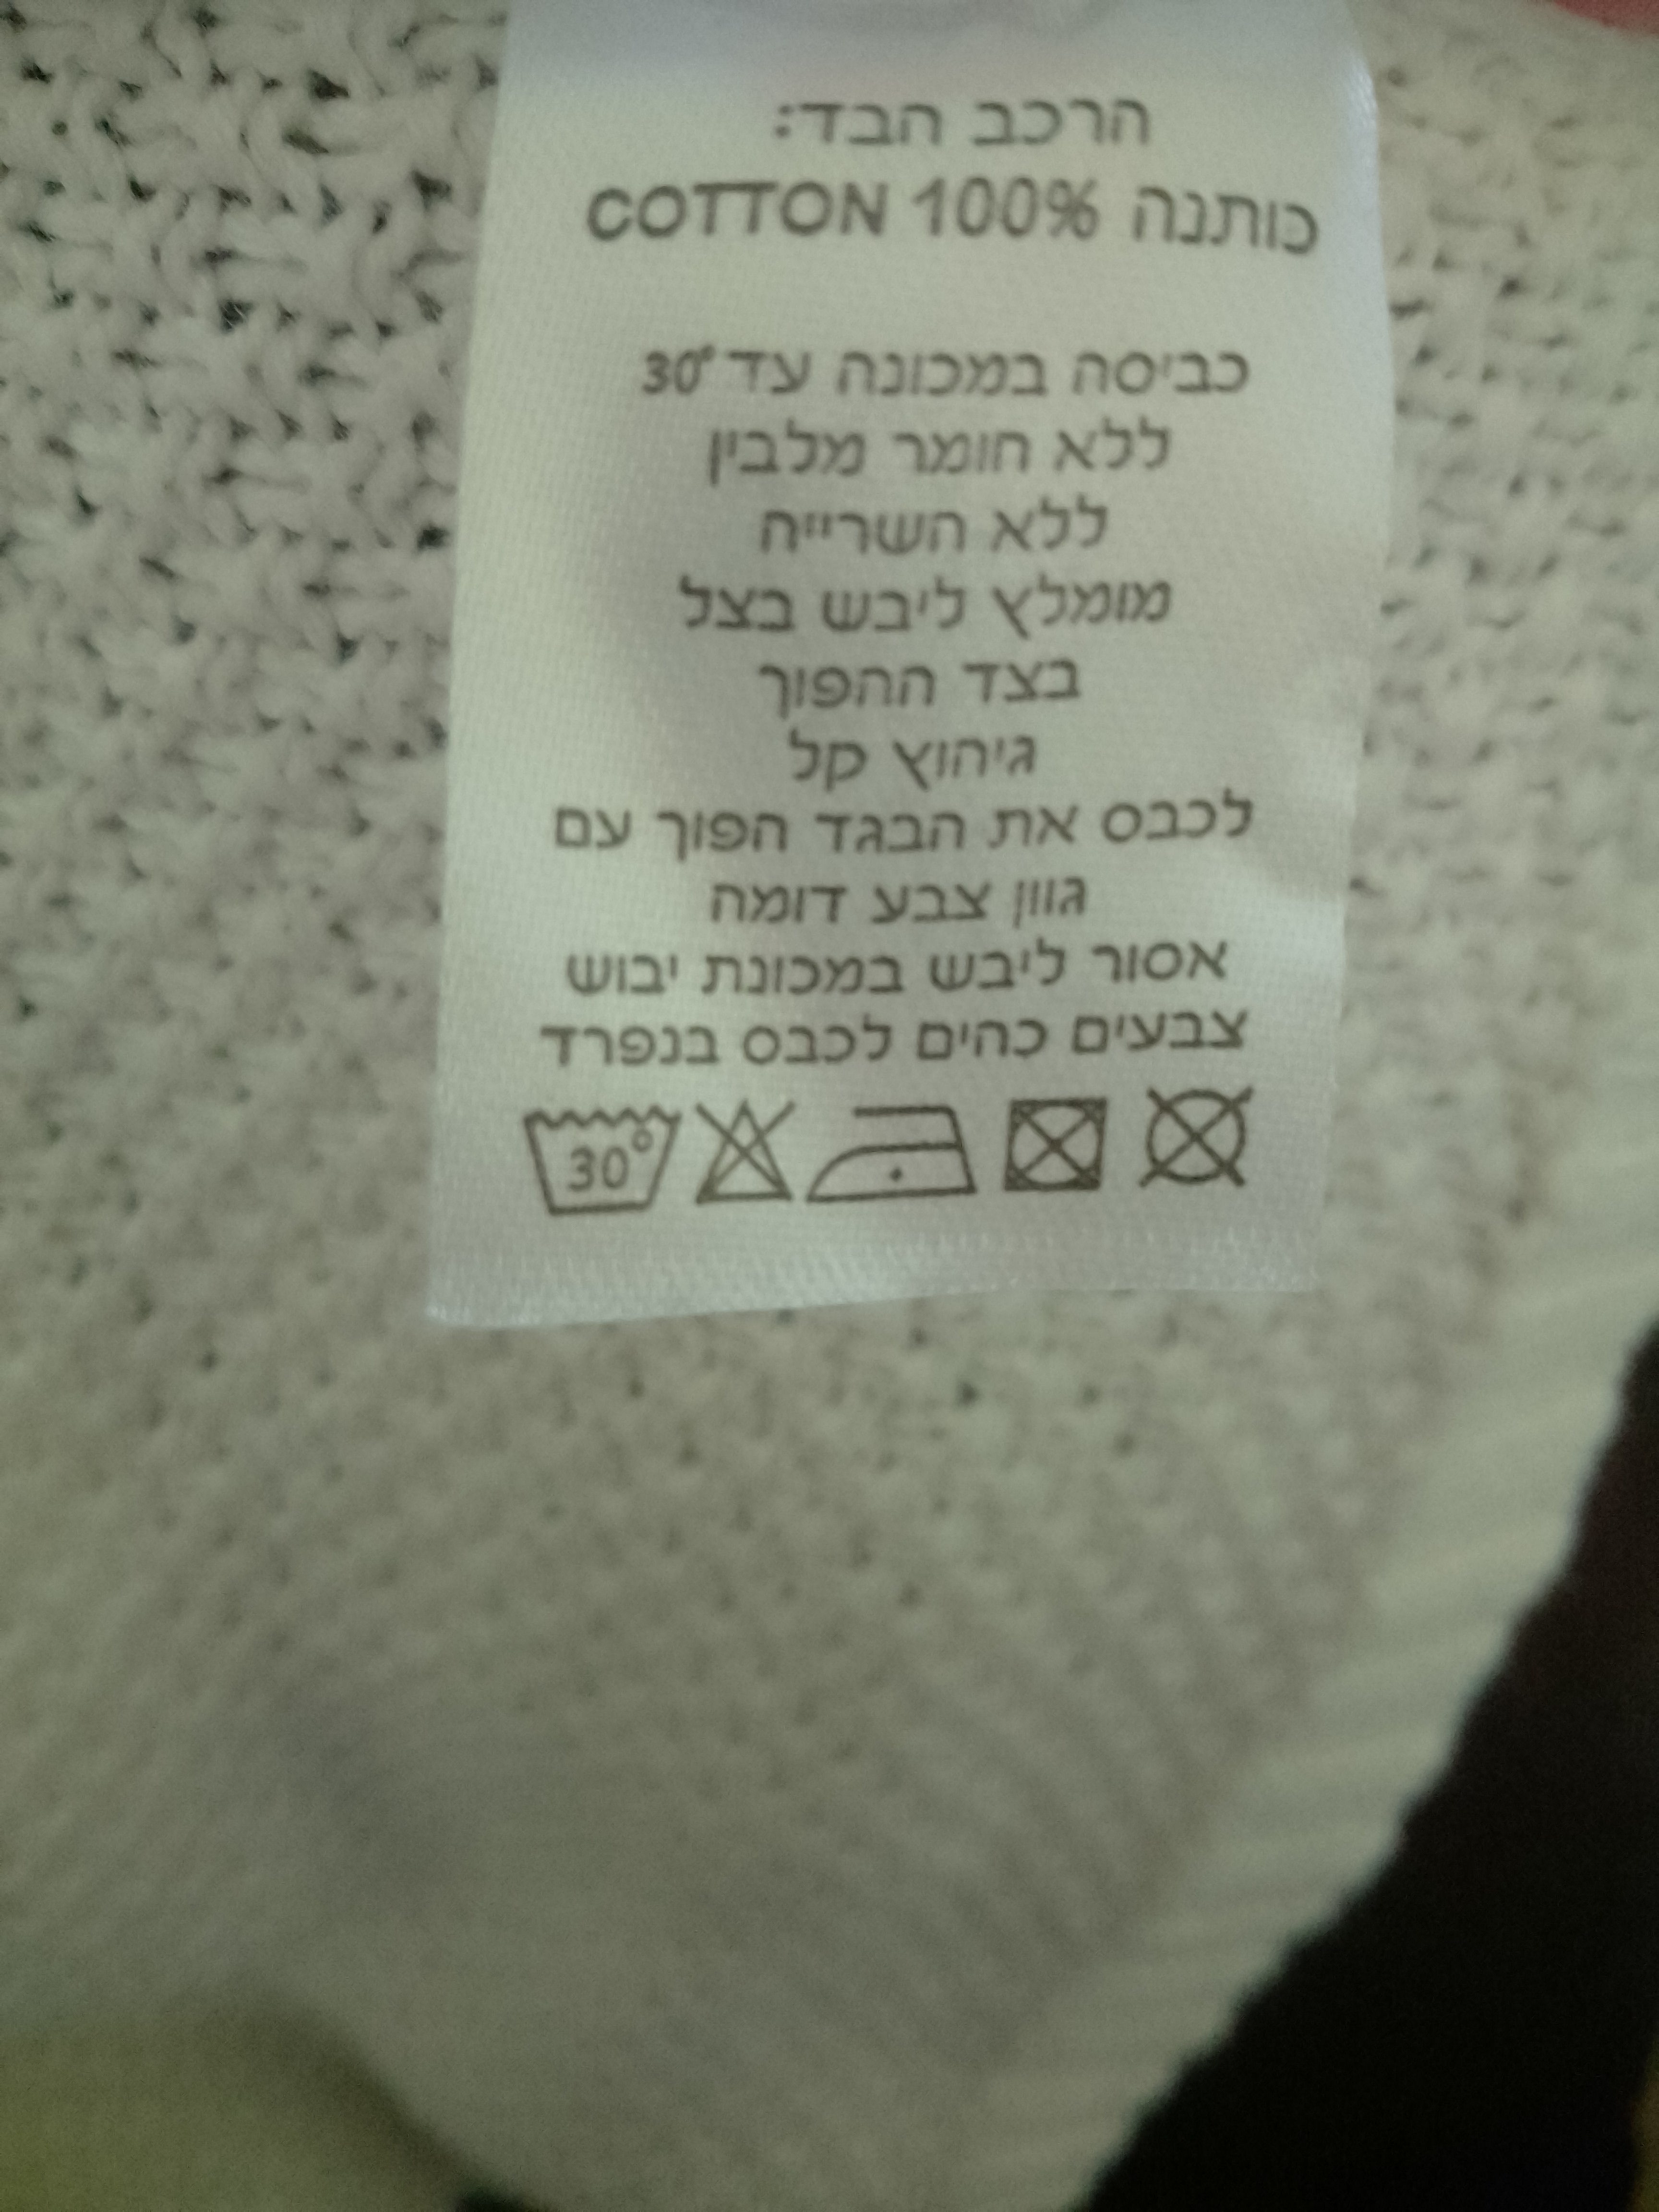 הרכב הבד:
כותנה 100% COTTON
כביסה במכונה עד 30°
ללא חומר מלבין
ללא השרייה
מומלץ ליבש בצל
בצד ההפוך
גיהוץ קל
לכבס את הבגד הפוך עם
גוון צבע דומה
אסור ליבש במכונת יבוש
צבעים כהים לכבס בנפרד
30°